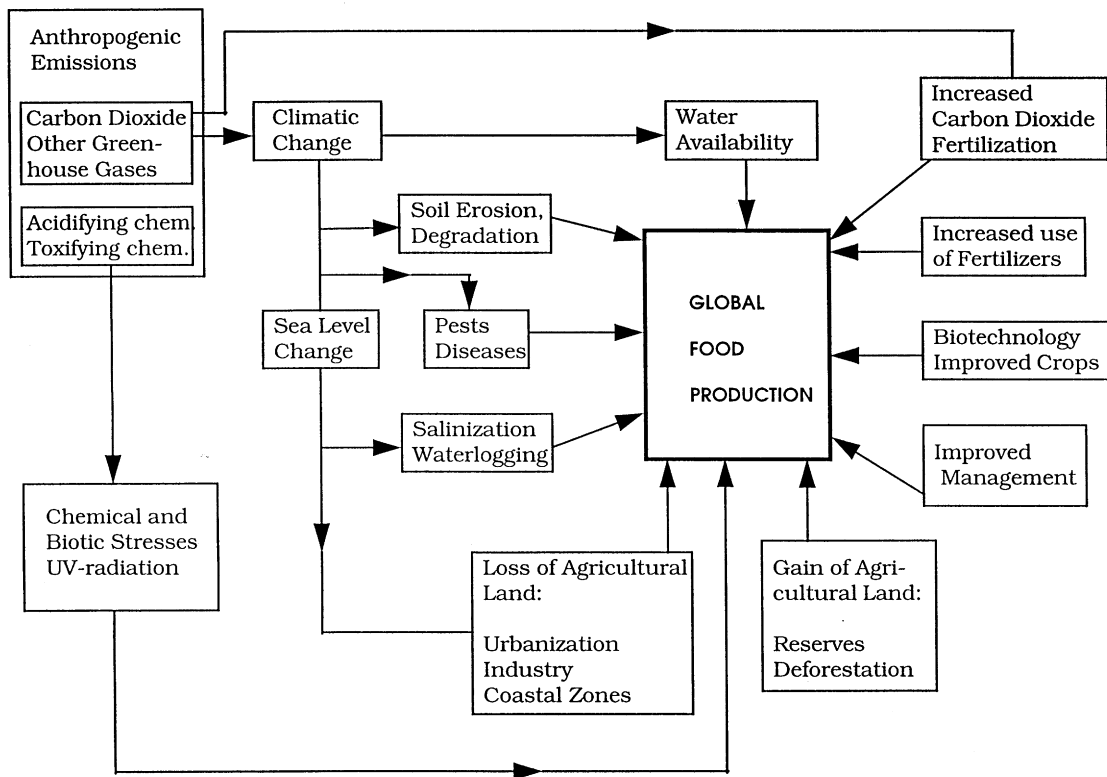 Anthropogenic
Emissions
Carbon Dioxide
Other Green-
house Gases
Acidifying chem.
Toxifying chem.
Climatic
Change
Water
Availability
Increased
Carbon Dioxide
Fertilization
Soil Erosion,
Degradation
Increased use
of Fertilizers
Sea Level
Change
Pests
Diseases
GLOBAL
FOOD
PRODUCTION
Biotechnology
Improved Crops
Salinization
Waterlogging
Improved
Management
Chemical and
Biotic Stresses
UV-radiation
Loss of Agricultural
Land:
Urbanization
Industry
Coastal Zones
Gain of Agri-
cultural Land:
Reserves
Deforestation